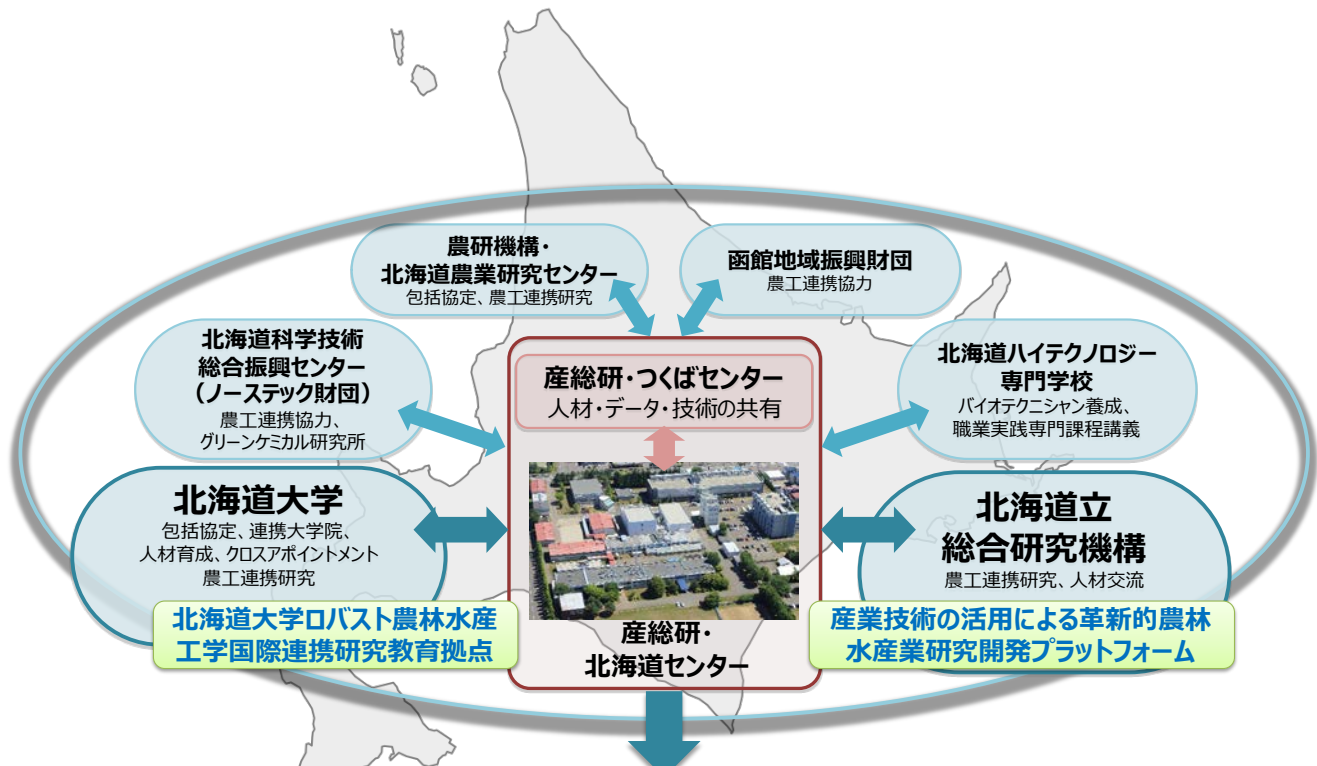 農研機構・
北海道農業研究センター
包括協定、農工連携研究
函館地域振興財団
農工連携協力
北海道科学技術
総合振興センター
（ノーステック財団）
農工連携協力、
グリーンケミカル研究所
産総研・つくばセンター
人材・データ・技術の共有
北海道ハイテクノロジー
専門学校
バイオテクニシャン養成、
職業実践専門課程講義
北海道大学
包括協定、連携大学院、
人材育成、クロスアポイントメント
農工連携研究
北海道大学ロバスト農林水産
工学国際連携研究教育拠点
産総研・
北海道センター
北海道立
総合研究機構
農工連携研究、人材交流
産業技術の活用による革新的農林
水産業研究開発プラットフォーム